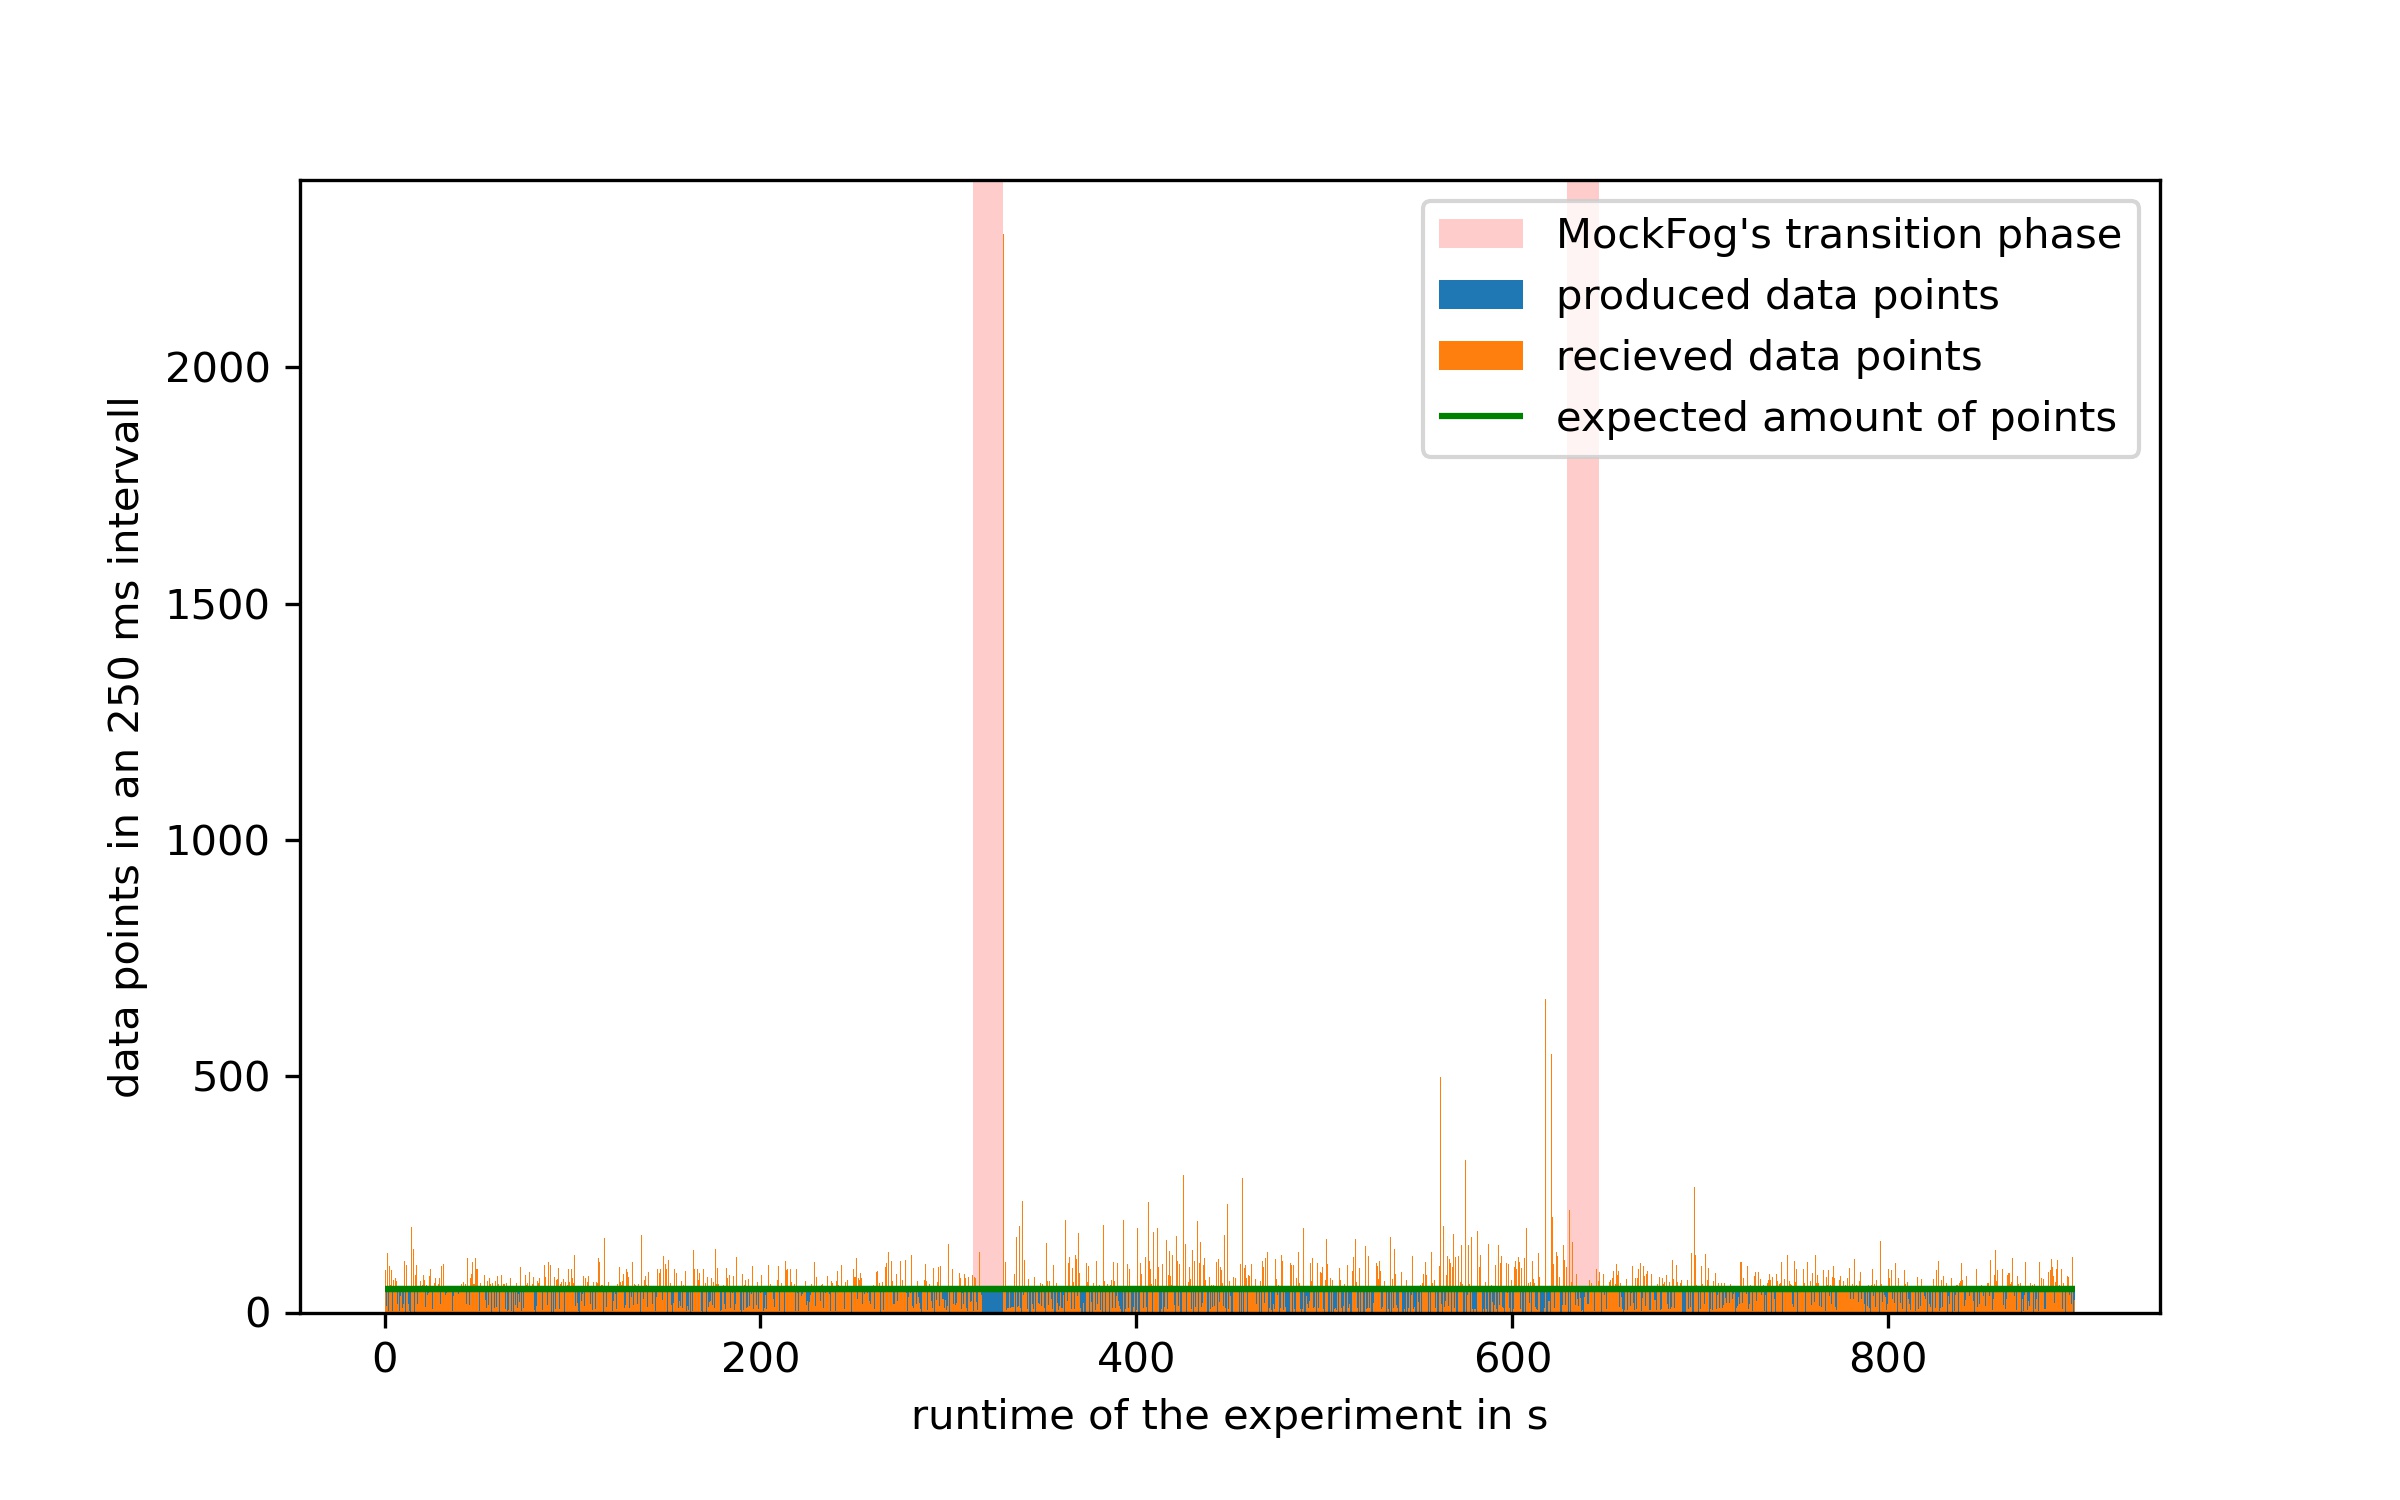 MockFog's transition phase
produced data points
recieved data points
expected amount of points
data points in an 250 ms intervall
2000
1500
1000
500
0
0 200 400 600 800
runtime of the experiment in s